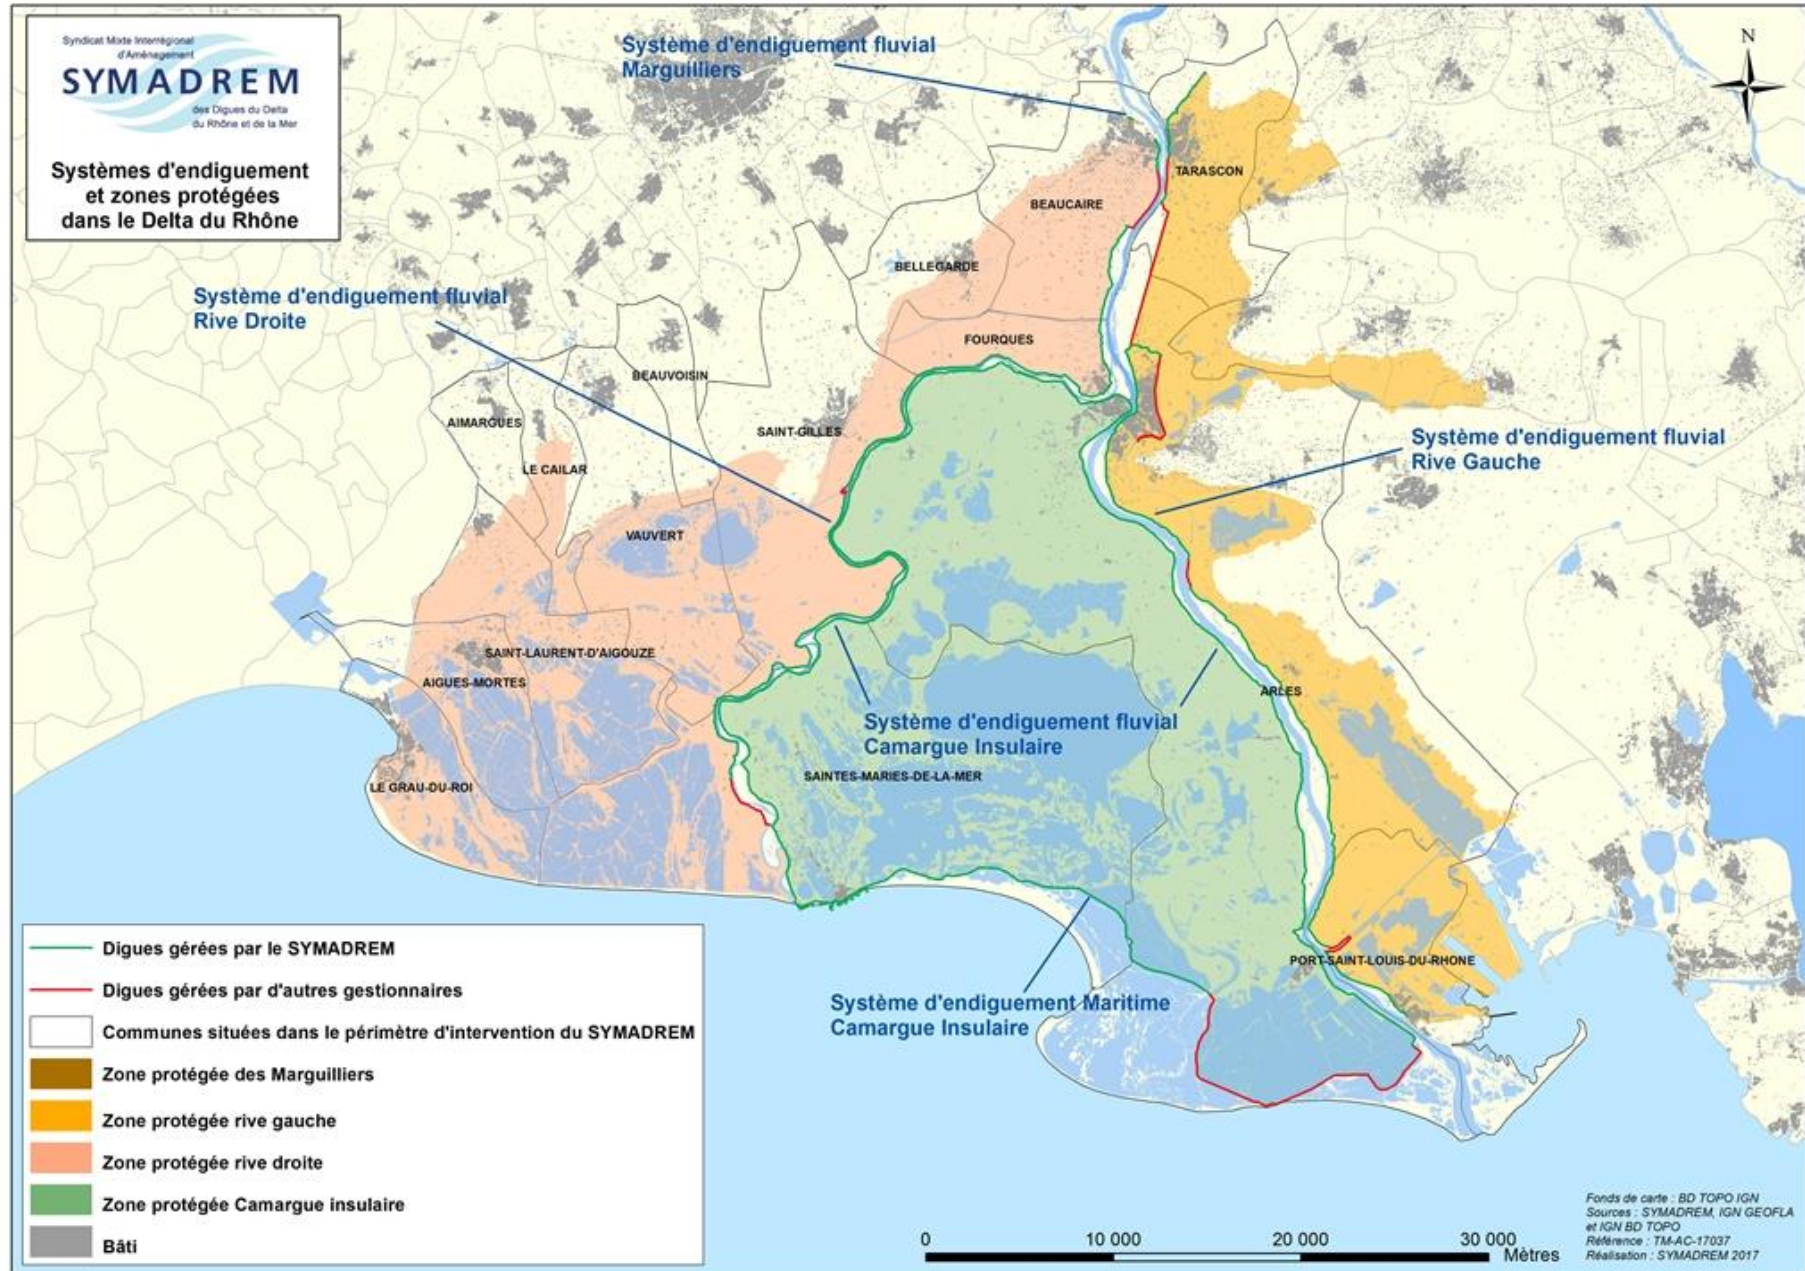 Syndicat Mixte Interrégional
d'Aménagement
SYMADREM
des Digues du Delta
du Rhône et de la Mer
Systèmes d'endiguement
et zones protégées
dans le Delta du Rhône
Système d'endiguement fluvial
Marguilliers
N
TARASCON
BEAUCAIRE
BELLEGARDE
Système d'endiguement fluvial
Rive Droite
FOURQUES
BEAUVOISIN
AIMARGUES
SAINT-GILLES
Système d'endiguement fluvial
Rive Gauche
LE CAILAR
VAUVERT
SAINT-LAURENT-D'AIGOUZE
AIGUES-MORTES
ARLES
Système d'endiguement fluvial
Camargue Insulaire
SAINTES-MARIES-DE-LA-MER
LE GRAU-DU-ROI
PORT-SAINT-LOUIS-DU-RHONE
Système d'endiguement Maritime
Camargue Insulaire
Digues gérées par le SYMADREM
Digues gérées par d'autres gestionnaires
Communes situées dans le périmètre d'intervention du SYMADREM
Zone protégée des Marguilliers
Zone protégée rive gauche
Zone protégée rive droite
Zone protégée Camargue insulaire
Bâti
0 10 000 20 000 30 000
Mètres
Fonds de carte : BD TOPO IGN
Sources : SYMADREM, IGN GEOFLA
et IGN BD TOPO
Référence : TM-AC-17037
Réalisation : SYMADREM 2017